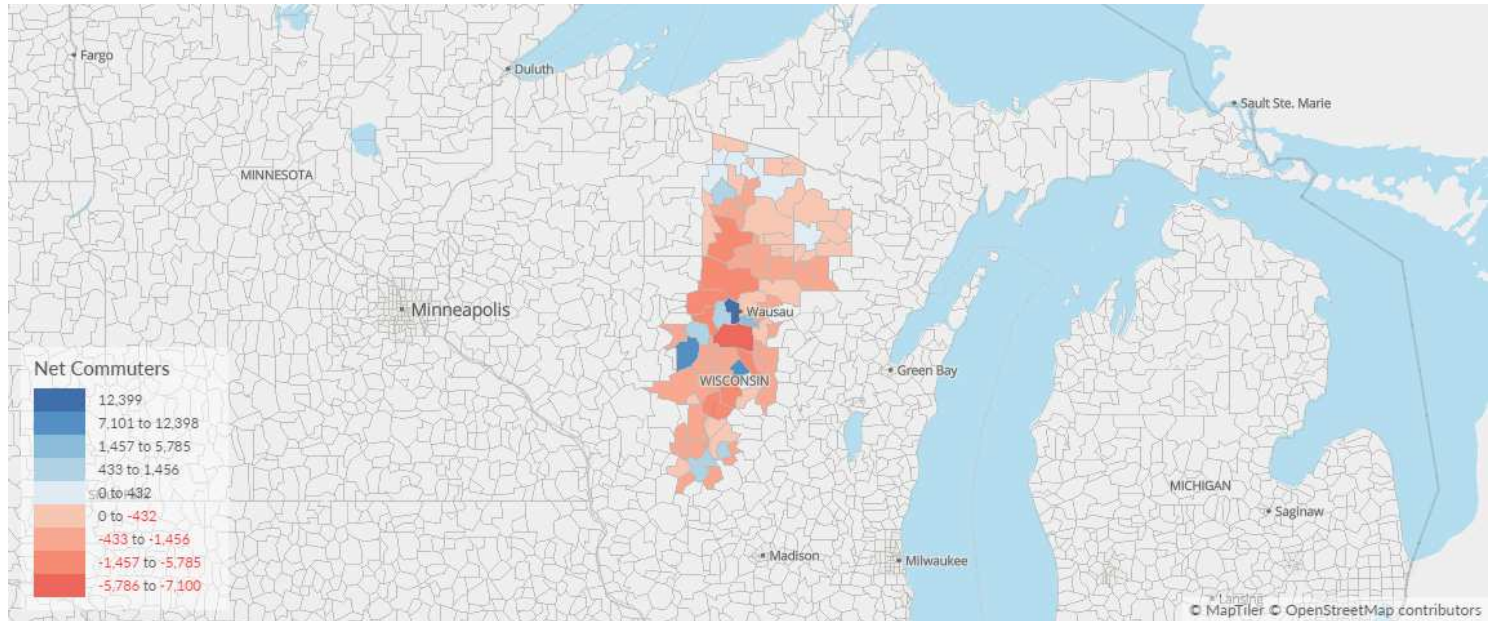 Fargo
Duluth
Sault Ste. Marie
MINNESOTA
Minneapolis
Wausau
Green Bay
WISCONSIN
Net Commuters
12,399
7,101 to 12,398
1,457 to 5,785
433 to 1,456
0 to 432
0 to -432
-433 to -1,456
-1,457 to -5,785
-5,786 to -7,100
MICHIGAN
Saginaw
Madison
Milwaukee
Lansing
© MapTiler © OpenStreetMap contributors